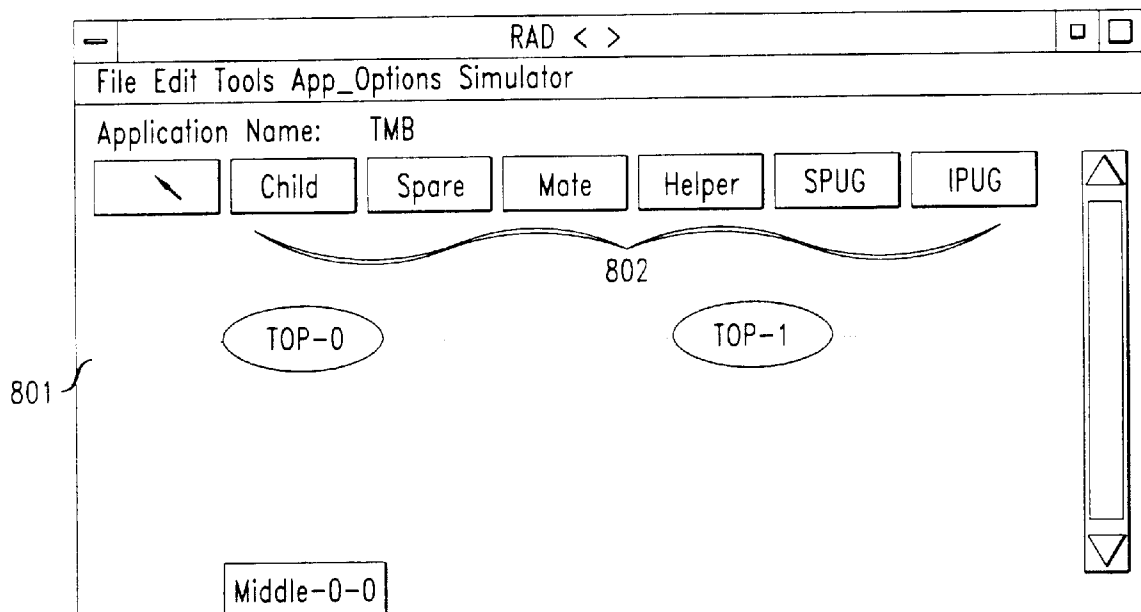 RAD < >
File Edit Tools App_Options Simulator
Application Name: TMB
Child Spare Mate Helper SPUG IPUG
802
TOP-0 TOP-1
801
Middle-0-0